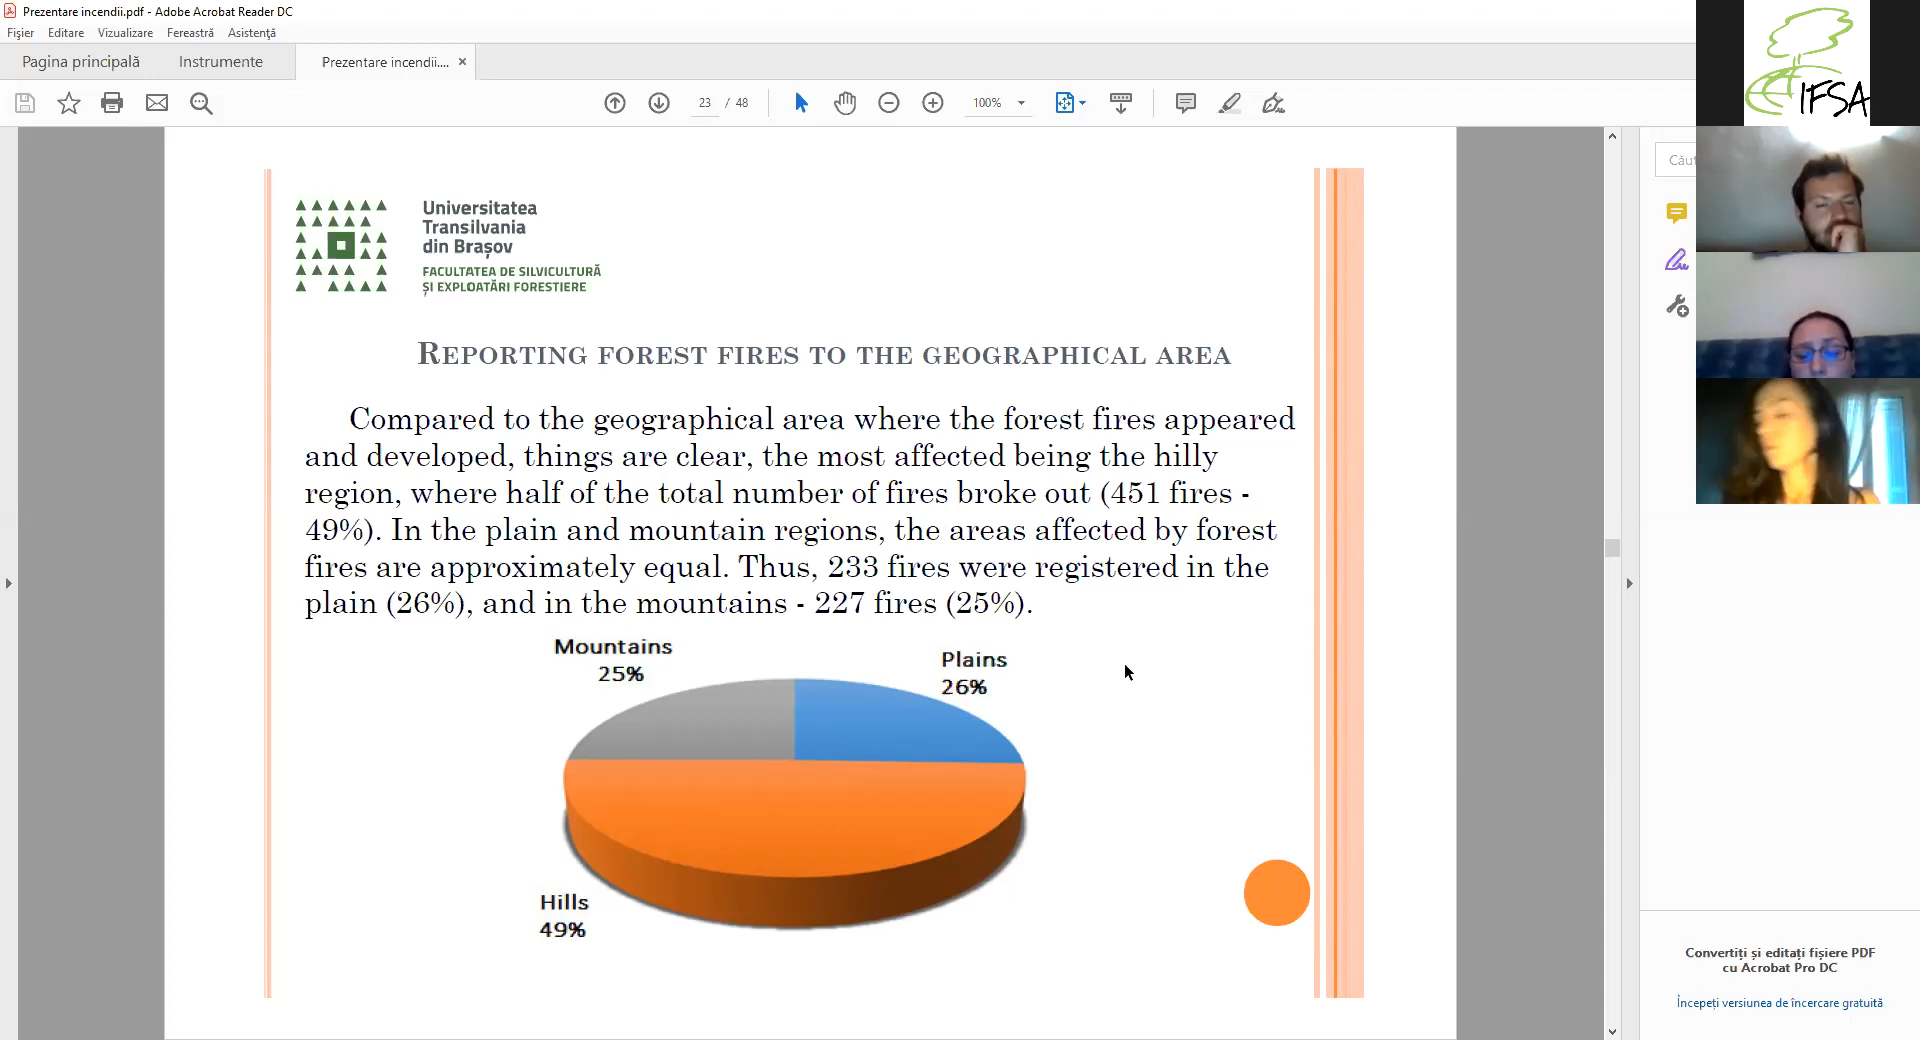 Prezentare incendii.pdf - Adobe Acrobat Reader DC
Fişier Editare Vizualizare Fereastră Asistenţă
Pagina principală Instrumente Prezentare incendii.... ×
23 / 48 100%
IFSA
Universitatea
Transilvania
din Brașov
FACULTATEA DE SILVICULTURĂ
ȘI EXPLOATĂRI FORESTIERE
REPORTING FOREST FIRES TO THE GEOGRAPHICAL AREA
Compared to the geographical area where the forest fires appeared
and developed, things are clear, the most affected being the hilly
region, where half of the total number of fires broke out (451 fires -
49%). In the plain and mountain regions, the areas affected by forest
fires are approximately equal. Thus, 233 fires were registered in the
plain (26%), and in the mountains - 227 fires (25%).
Mountains
25%
Plains
26%
Hills
49%
Convertiți și editați fișiere PDF
cu Acrobat Pro DC
Începeți versiunea de încercare gratuită